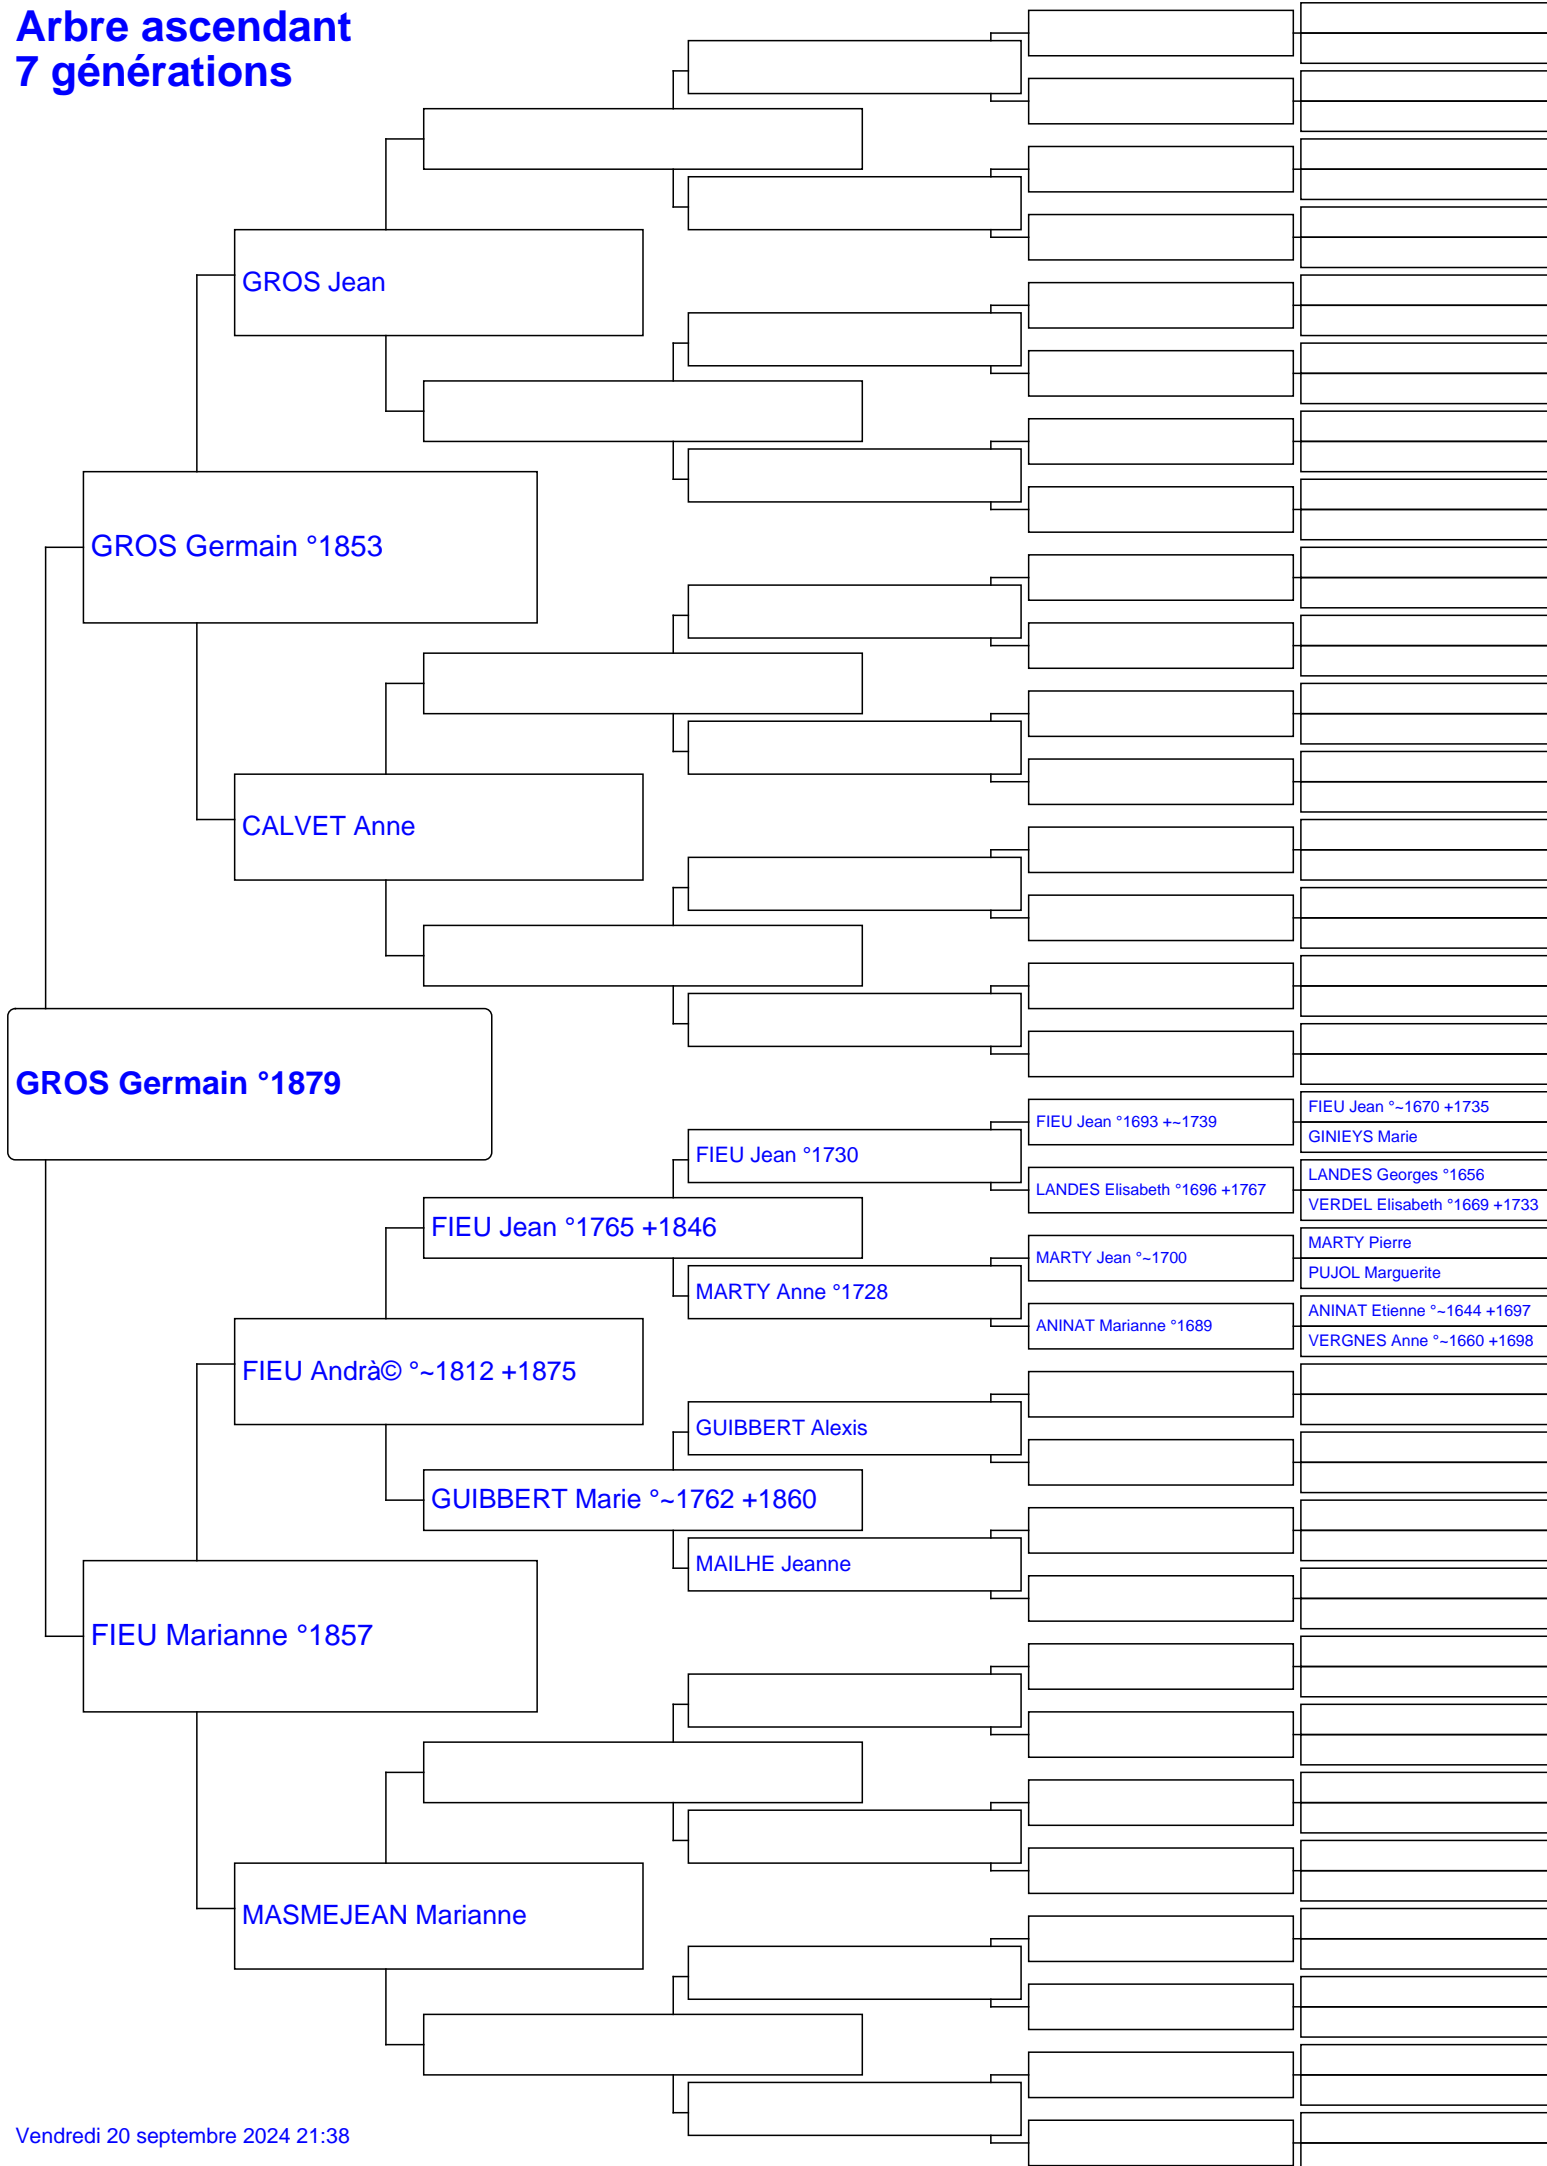 Arbre ascendant
7 générations
GROS Jean
GROS Germain °1853
CALVET Anne
GROS Germain °1879
FIEU Jean °1693 +~1739
FIEU Jean °~1670 +1735
GINIEYS Marie
FIEU Jean °1730
LANDES Elisabeth °1696 +1767
LANDES Georges °1656
VERDEL Elisabeth °1669 +1733
FIEU Jean °1765 +1846
MARTY Jean °~1700
MARTY Pierre
PUJOL Marguerite
MARTY Anne °1728
ANINAT Marianne °1689
ANINAT Etienne °~1644 +1697
VERGNES Anne °~1660 +1698
FIEU Andrà© °~1812 +1875
GUIBBERT Alexis
GUIBBERT Marie °~1762 +1860
MAILHE Jeanne
FIEU Marianne °1857
MASMEJEAN Marianne
Vendredi 20 septembre 2024 21:38